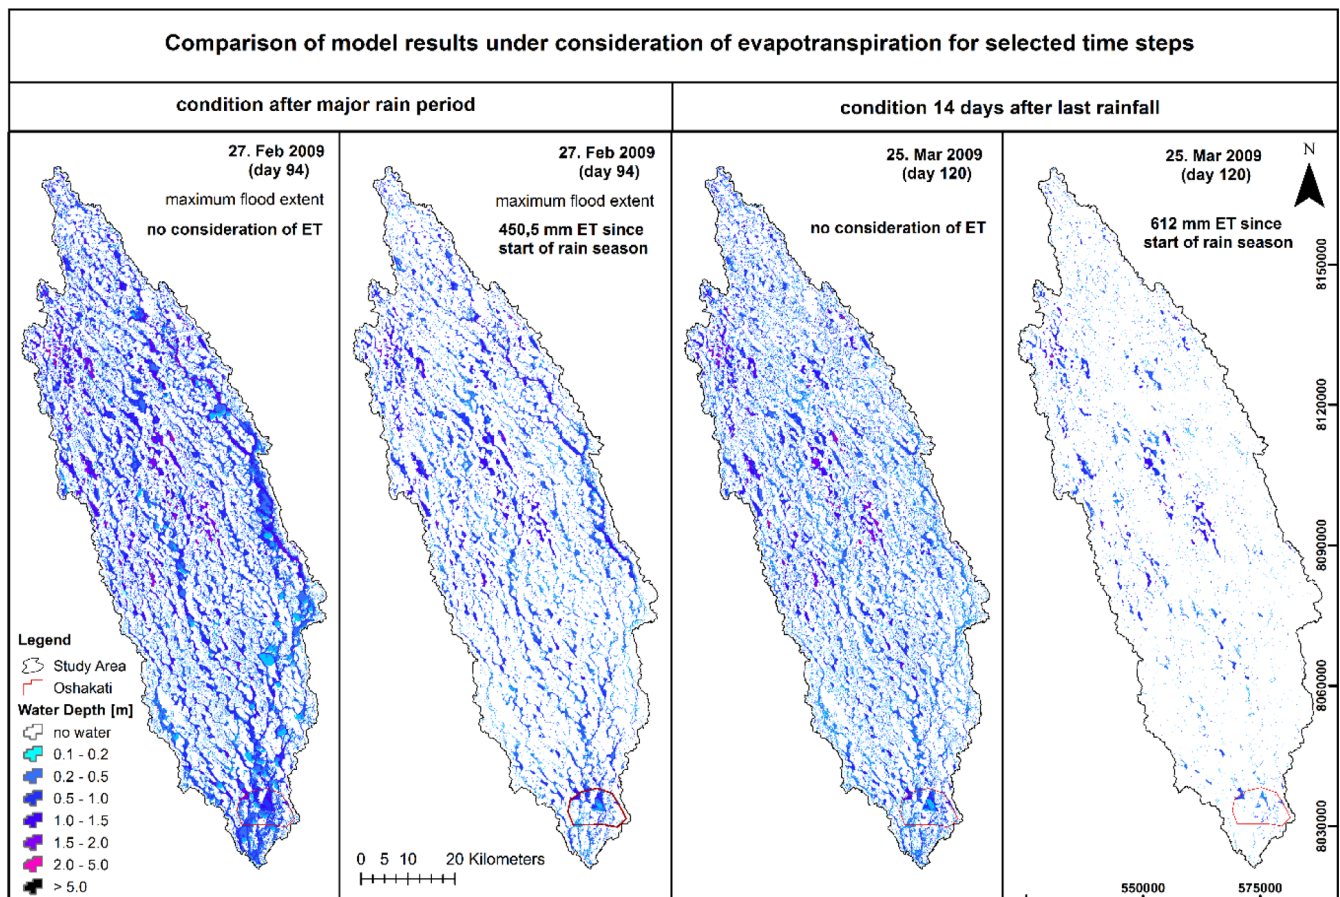 Comparison of model results under consideration of evapotranspiration for selected time steps
condition after major rain period
condition 14 days after last rainfall
27. Feb 2009
(day 94)
maximum flood extent
no consideration of ET
27. Feb 2009
(day 94)
maximum flood extent
450,5 mm ET since
start of rain season
25. Mar 2009
(day 120)
no consideration of ET
25. Mar 2009
(day 120)
612 mm ET since
start of rain season
N
8150000
8120000
8090000
8060000
8030000
550000
575000
Legend
Study Area
Oshakati
Water Depth [m]
no water
0.1 - 0.2
0.2 - 0.5
0.5 - 1.0
1.0 - 1.5
1.5 - 2.0
2.0 - 5.0
> 5.0
0 5 10 20 Kilometers